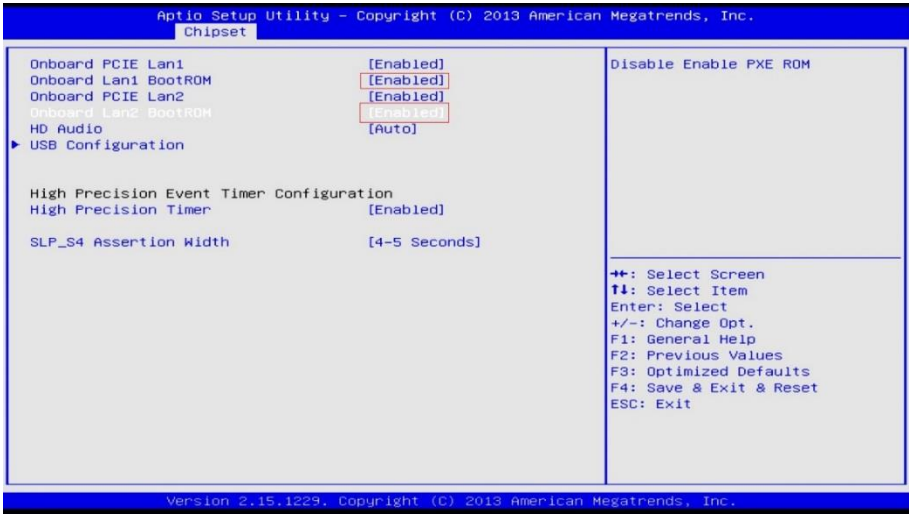 Aptio Setup Utility – Copyright (C) 2013 American Megatrends, Inc.
Chipset
Onboard PCIE Lan1 [Enabled]
Onboard Lan1 BootROM [Enabled]
Onboard PCIE Lan2 [Enabled]
Onboard Lan2 BootROM [Enabled]
HD Audio [Auto]
▶ USB Configuration
High Precision Event Timer Configuration
High Precision Timer [Enabled]
SLP_S4 Assertion Width [4-5 Seconds]
Disable Enable PXE ROM
→←: Select Screen
↑↓: Select Item
Enter: Select
+/-: Change Opt.
F1: General Help
F2: Previous Values
F3: Optimized Defaults
F4: Save & Exit & Reset
ESC: Exit
Version 2.15.1229. Copyright (C) 2013 American Megatrends, Inc.